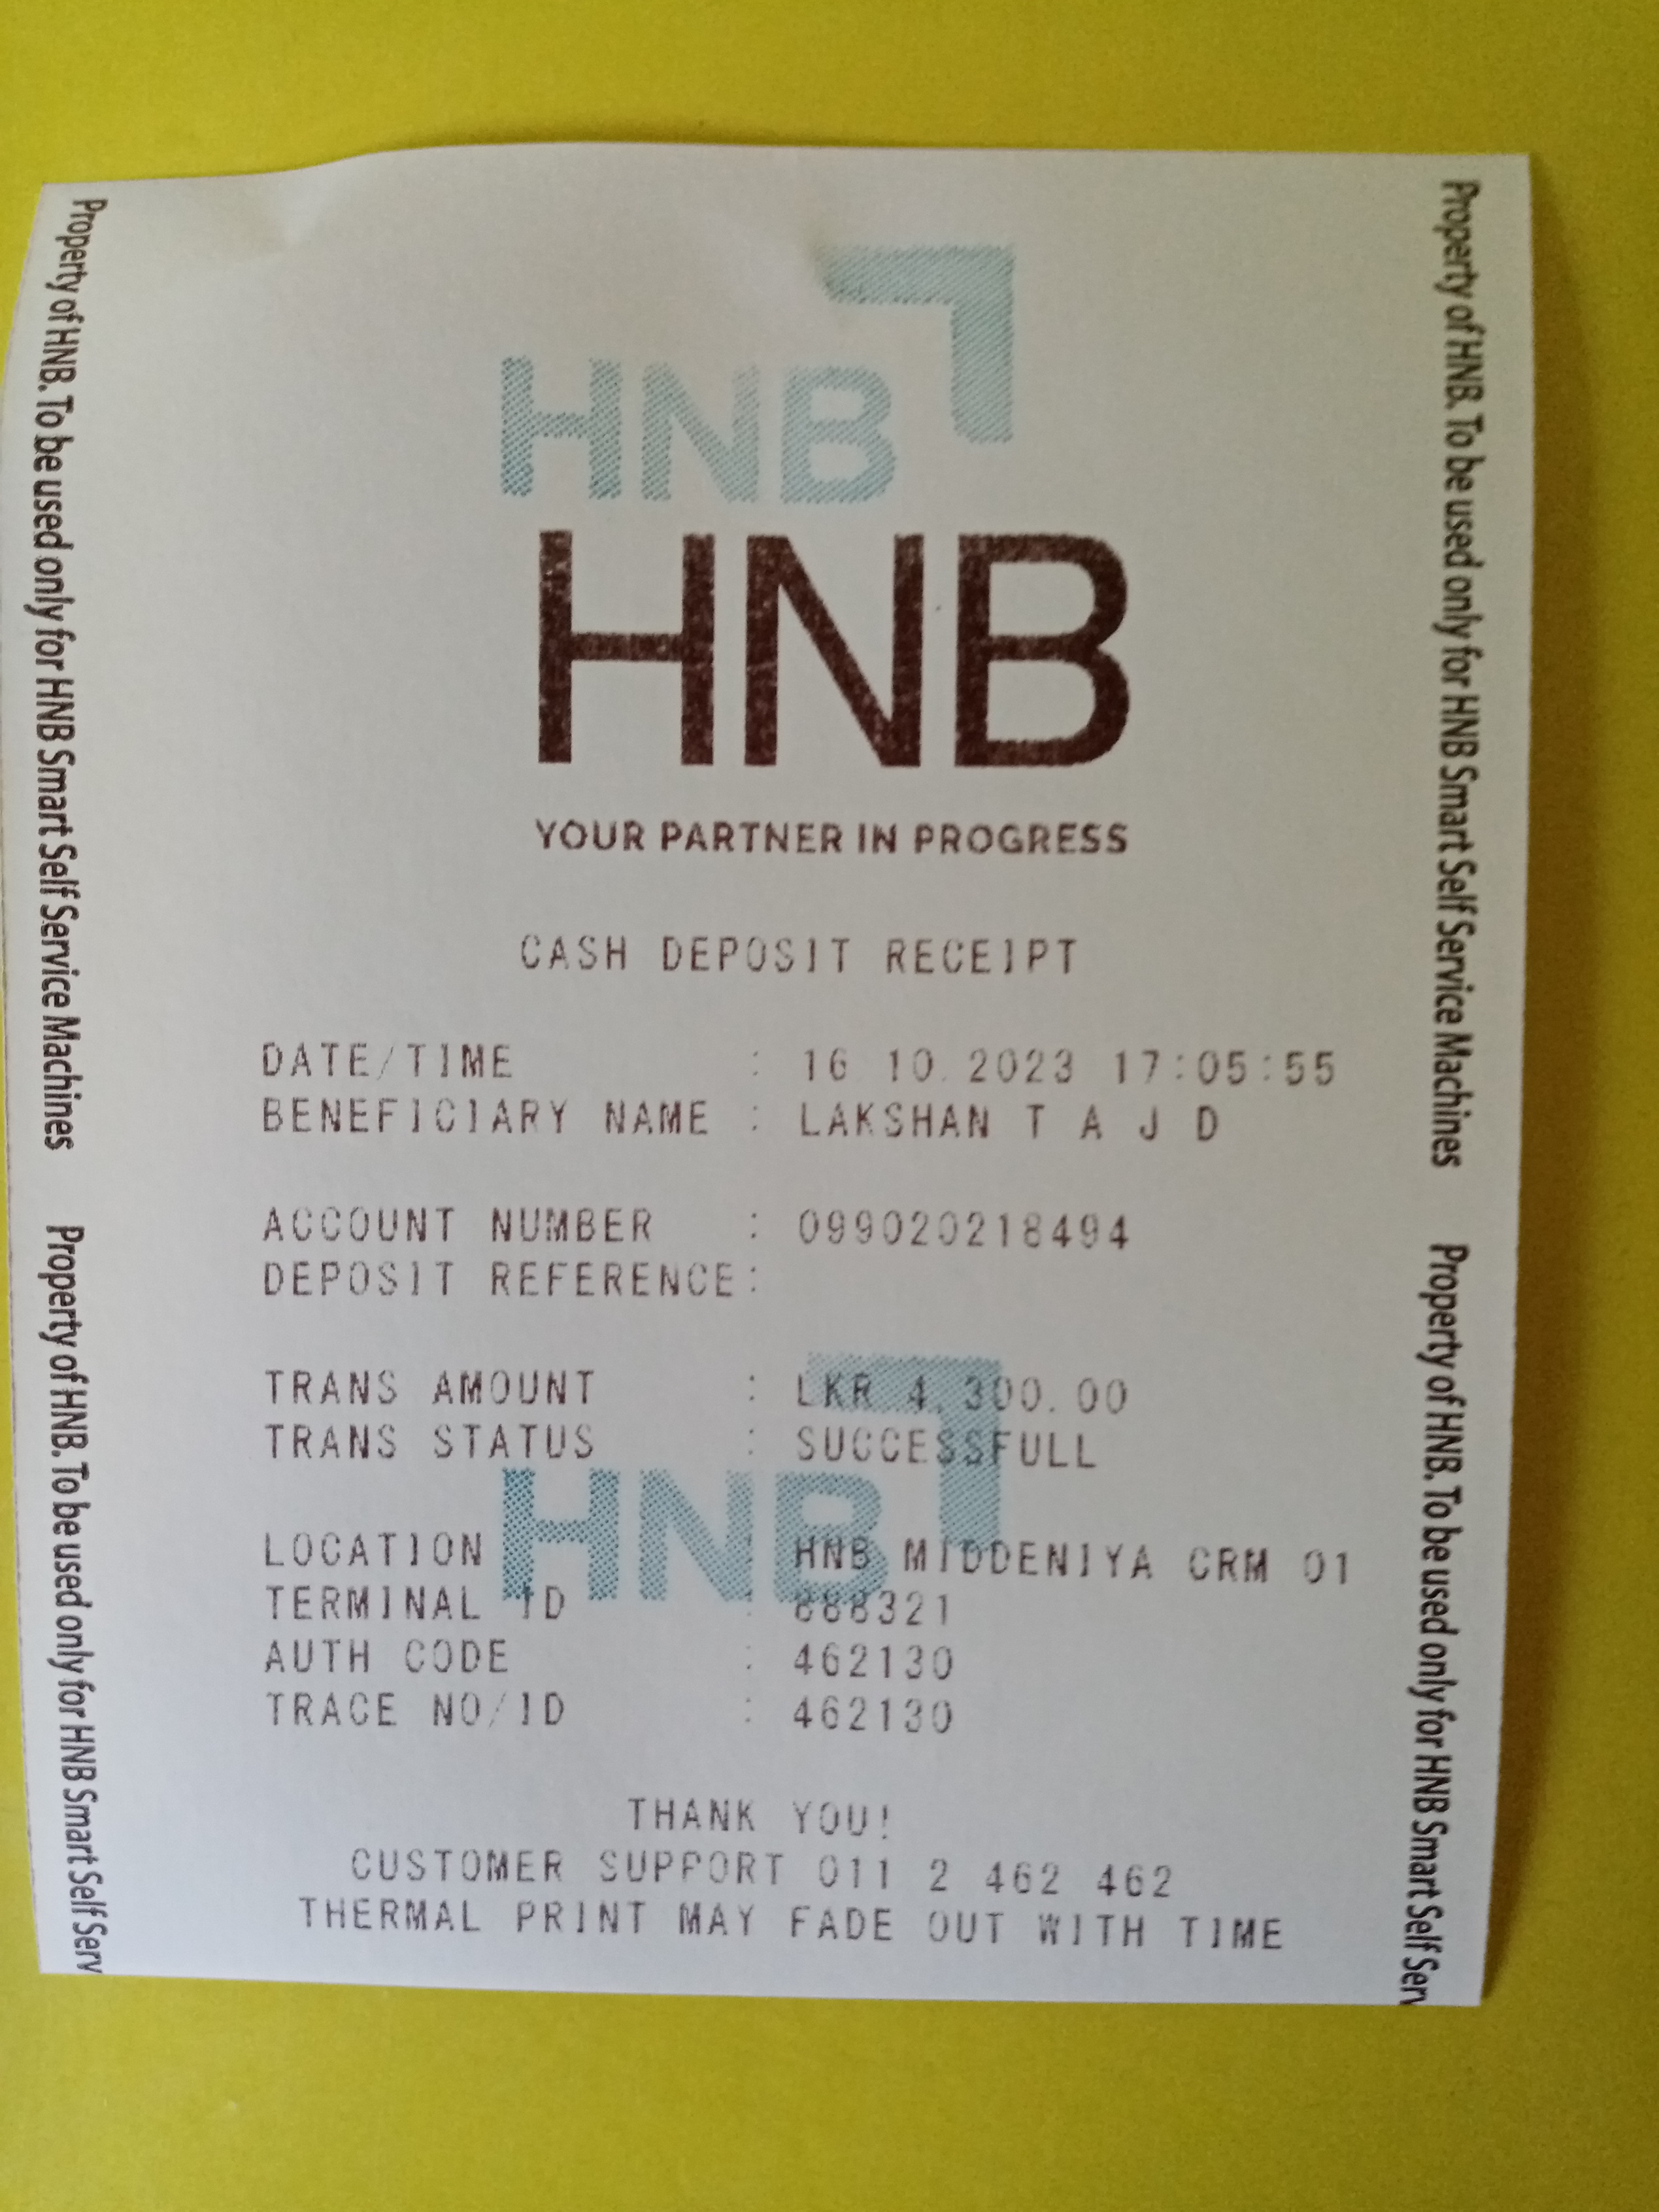 HNB
HNB
YOUR PARTNER IN PROGRESS
CASH DEPOSIT RECEIPT
DATE/TIME : 16.10.2023 17:05:55
BENEFICIARY NAME : LAKSHAN T A J D
ACCOUNT NUMBER : 099020218494
DEPOSIT REFERENCE:
TRANS AMOUNT : LKR 4,300.00
TRANS STATUS : SUCCESSFULL
HNB
LOCATION : HNB MIDDENIYA CRM 01
TERMINAL ID : 888321
AUTH CODE : 462130
TRACE NO/ID : 462130
THANK YOU!
CUSTOMER SUPPORT 011 2 462 462
THERMAL PRINT MAY FADE OUT WITH TIME
Property of HNB. To be used only for HNB Smart Self Service Machines
Property of HNB. To be used only for HNB Smart Self Serv
Property of HNB. To be used only for HNB Smart Self Service Machines
Property of HNB. To be used only for HNB Smart Self Serv